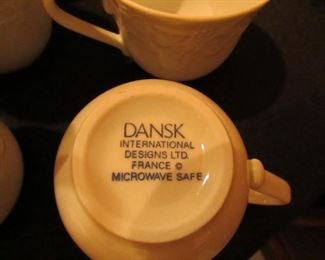 DANSK
INTERNATIONAL
DESIGNS LTD.
FRANCE ©
MICROWAVE SAFE